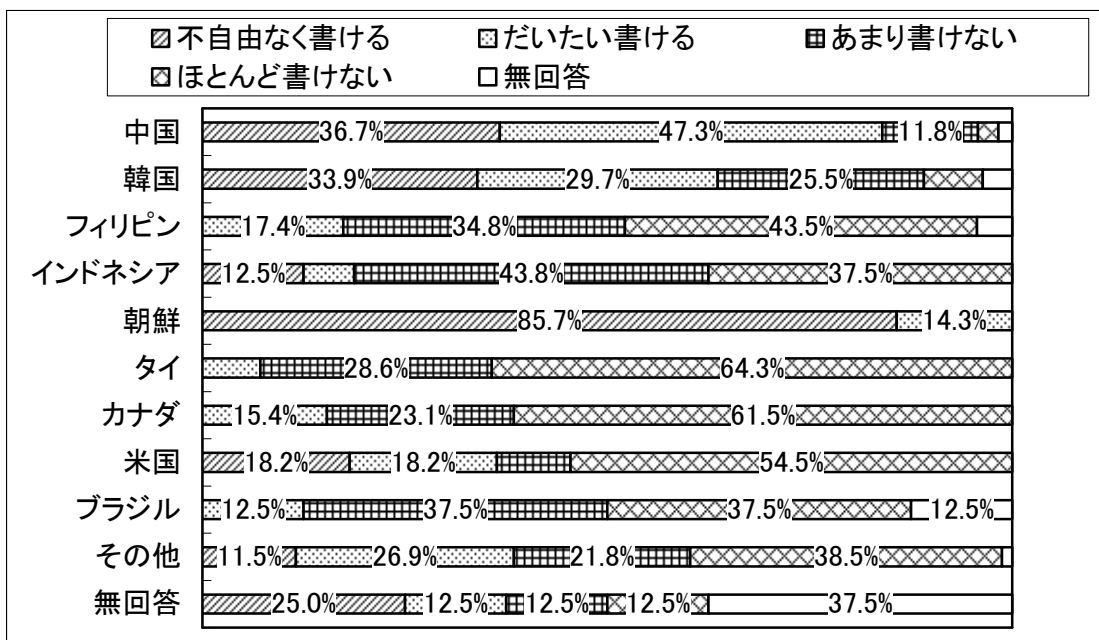 不自由なく書ける だいたい書ける あまり書けない
ほとんど書けない 無回答
中国 36.7% 47.3% 11.8%
韓国 33.9% 29.7% 25.5%
フィリピン 17.4% 34.8% 43.5%
インドネシア 12.5% 43.8% 37.5%
朝鮮 85.7% 14.3%
タイ 28.6% 64.3%
カナダ 15.4% 23.1% 61.5%
米国 18.2% 18.2% 54.5%
ブラジル 12.5% 37.5% 37.5% 12.5%
その他 11.5% 26.9% 21.8% 38.5%
無回答 25.0% 12.5% 12.5% 12.5% 37.5%